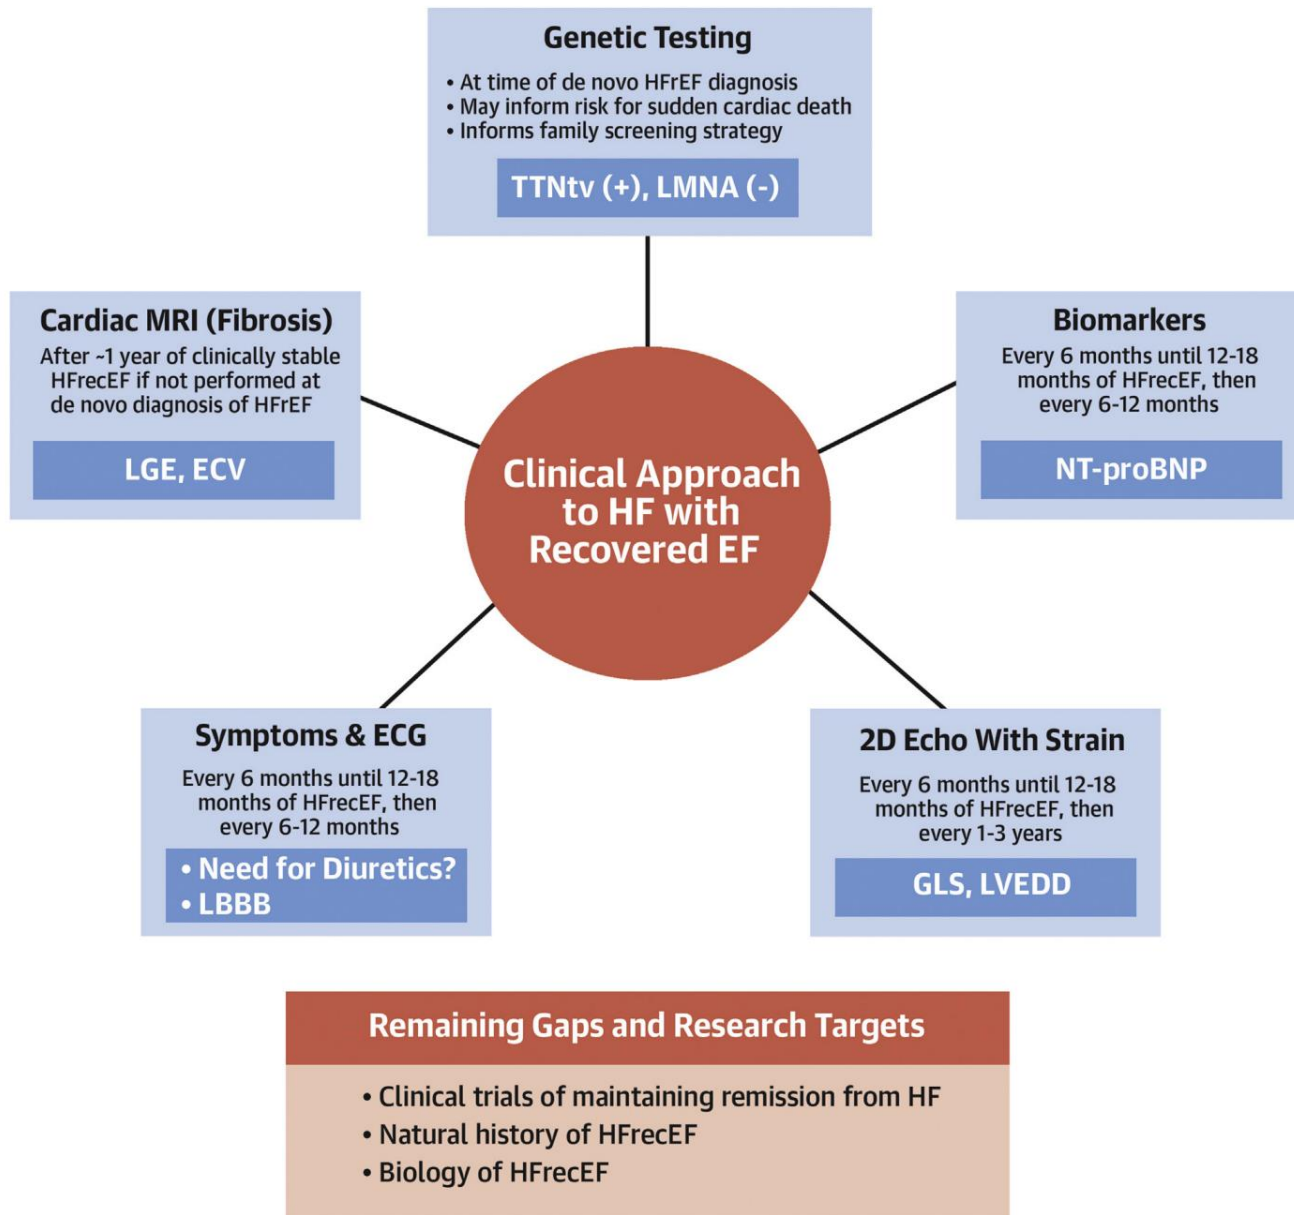 Genetic Testing
• At time of de novo HFrEF diagnosis
• May inform risk for sudden cardiac death
• Informs family screening strategy
TTNtv (+), LMNA (-)
Cardiac MRI (Fibrosis)
After ~1 year of clinically stable
HFrecEF if not performed at
de novo diagnosis of HFrEF
LGE, ECV
Biomarkers
Every 6 months until 12-18
months of HFrecEF, then
every 6-12 months
NT-proBNP
Clinical Approach
to HF with
Recovered EF
Symptoms & ECG
Every 6 months until 12-18
months of HFrecEF, then
every 6-12 months
• Need for Diuretics?
• LBBB
2D Echo With Strain
Every 6 months until 12-18
months of HFrecEF, then
every 1-3 years
GLS, LVEDD
Remaining Gaps and Research Targets
• Clinical trials of maintaining remission from HF
• Natural history of HFrecEF
• Biology of HFrecEF